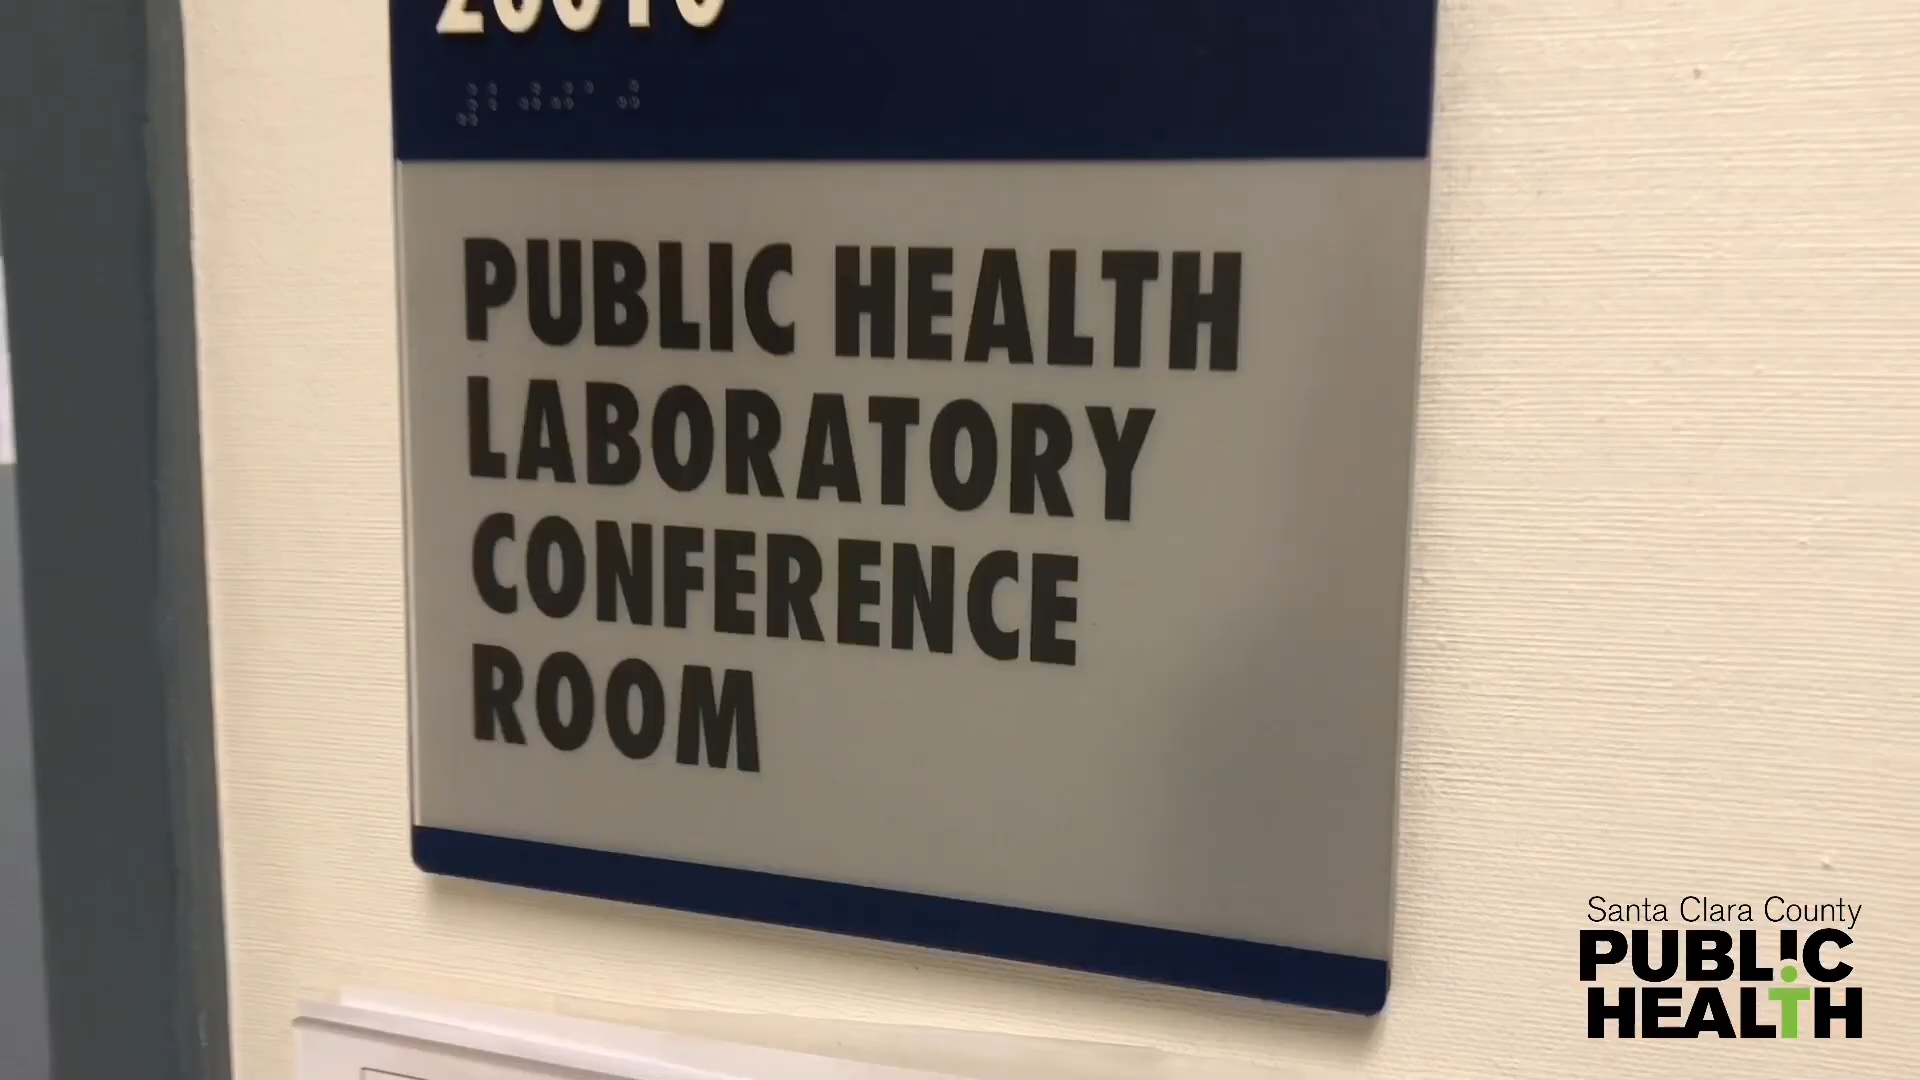 PUBLIC HEALTH
LABORATORY
CONFERENCE
ROOM
Santa Clara County
PUBLIC
HEALTH